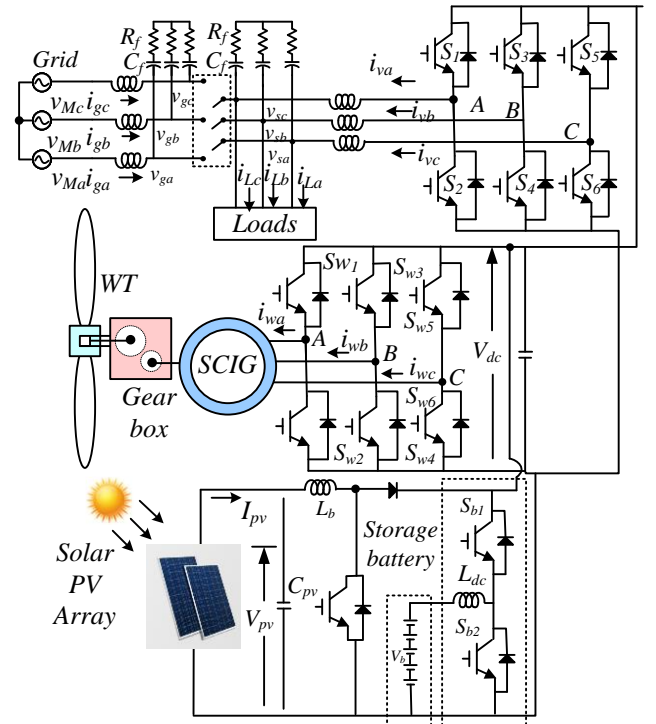 R_f
R_f
C_f
C_f
Grid
S_1
S_3
S_5
i_va
v_Mc i_gc
v_gc
v_sc
i_vb
A
B
C
v_Mb i_gb
v_gb
v_sb
v_Ma i_ga
v_ga
v_sa
i_vc
i_Lc
i_Lb
i_La
S_2
S_4
S_6
Loads
WT
Sw_1
S_w3
S_w5
i_wa
A
i_wb
B
i_wc
C
V_dc
SCIG
Gear
box
S_w2
S_w6
S_w4
I_pv
L_b
Storage
battery
S_b1
L_dc
Solar
PV
Array
C_pv
V_pv
V_b
S_b2